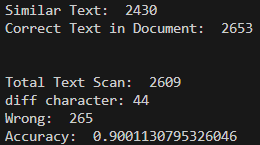 Similar Text:  2430
Correct Text in Document:  2653
Total Text Scan:  2609
diff character: 44
Wrong:  265
Accuracy:  0.9001130795326046